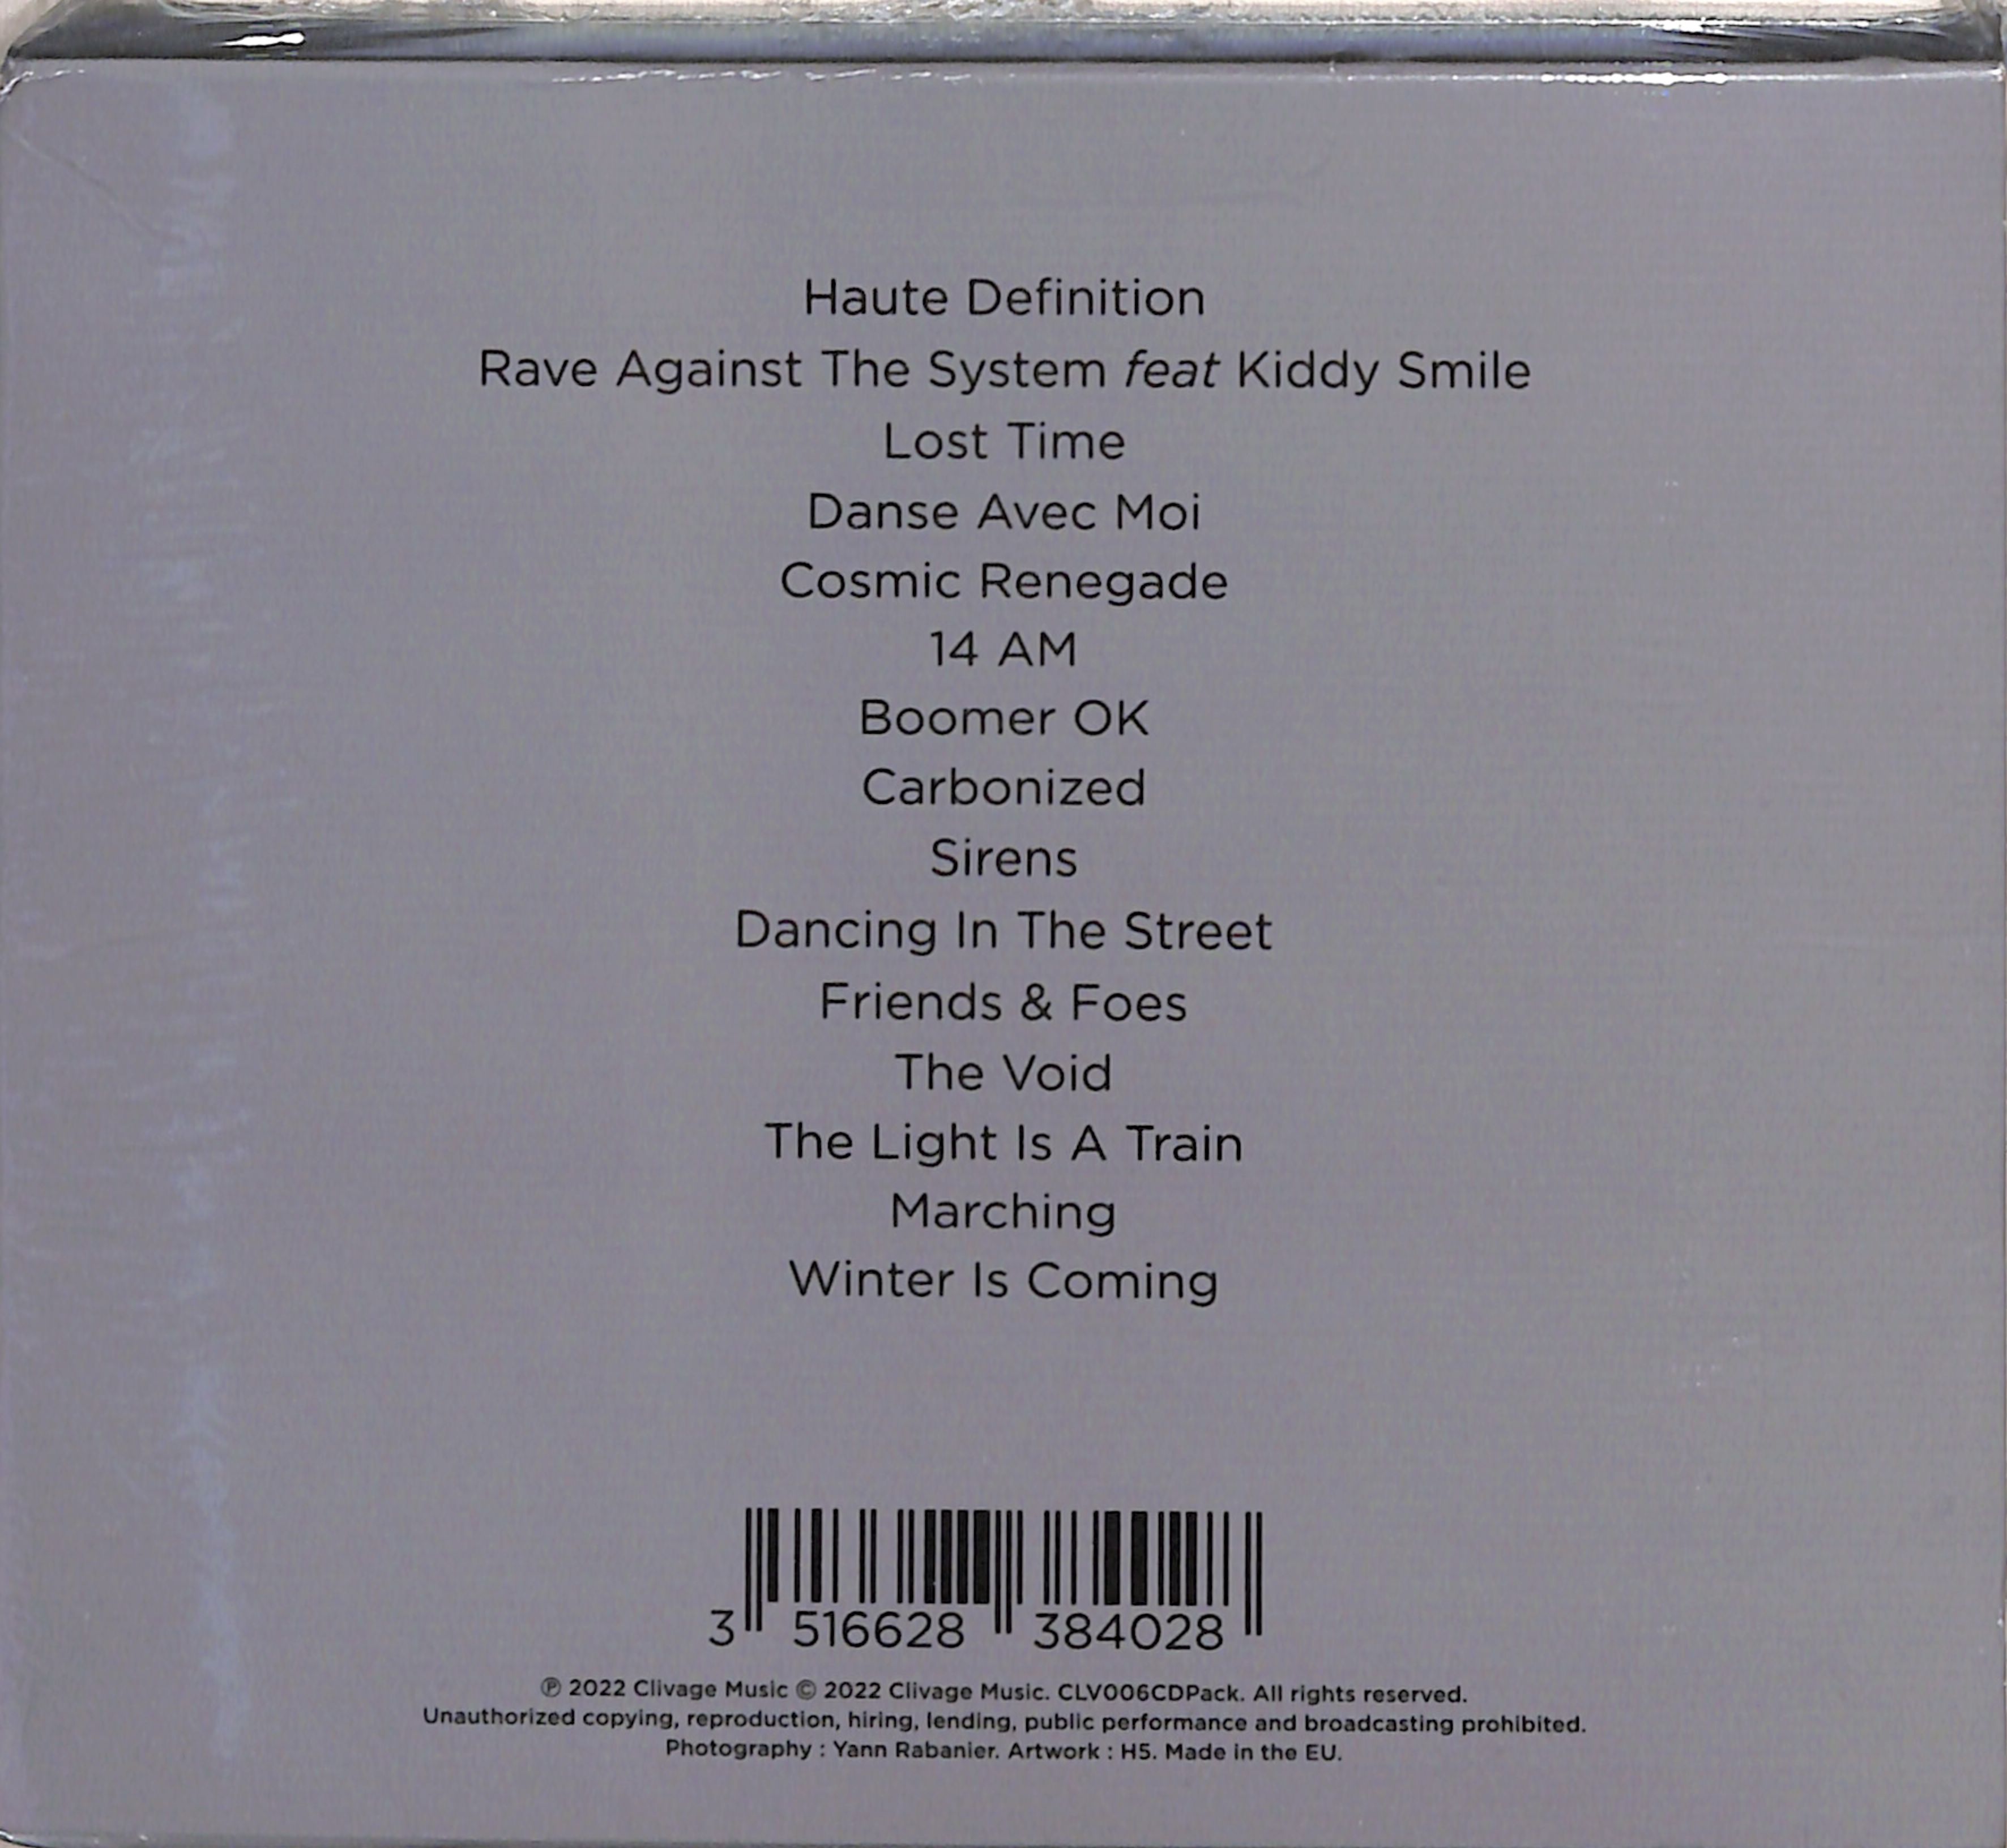 Haute Definition
Rave Against The System feat Kiddy Smile
Lost Time
Danse Avec Moi
Cosmic Renegade
14 AM
Boomer OK
Carbonized
Sirens
Dancing In The Street
Friends & Foes
The Void
The Light Is A Train
Marching
Winter Is Coming
3 516628 384028
℗ 2022 Clivage Music © 2022 Clivage Music. CLV006CDPack. All rights reserved.
Unauthorized copying, reproduction, hiring, lending, public performance and broadcasting prohibited.
Photography : Yann Rabanier. Artwork : H5. Made in the EU.